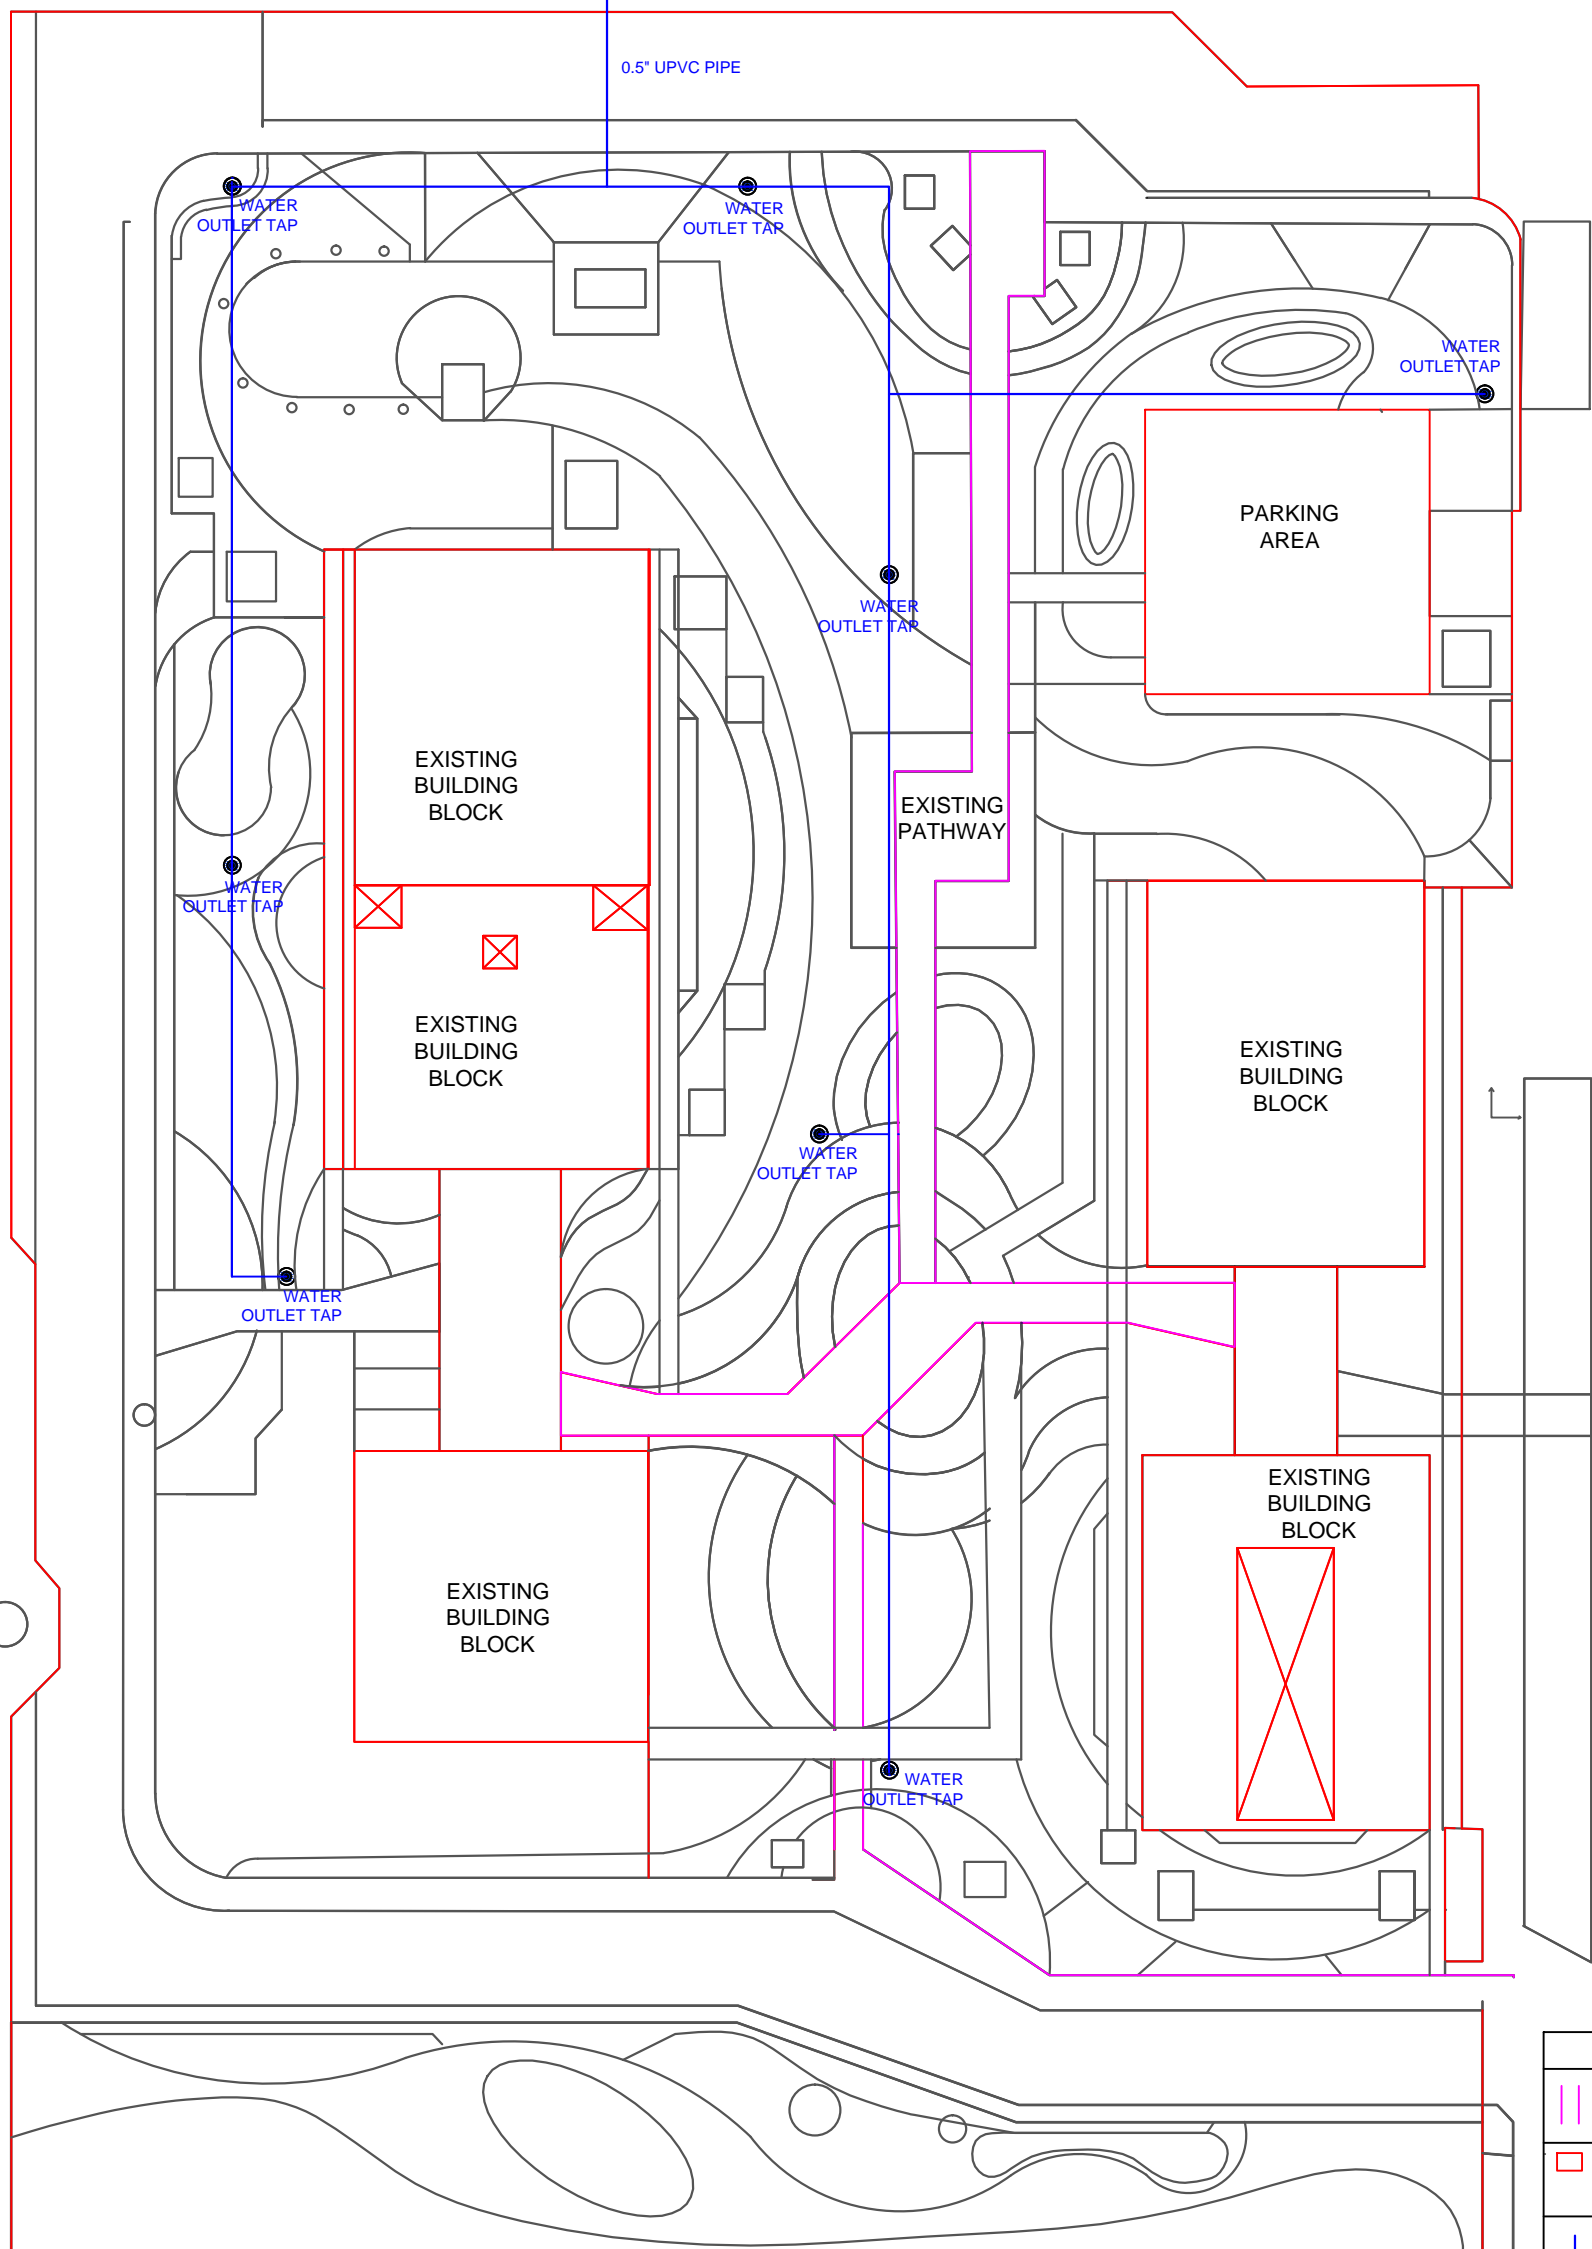 0.5" UPVC PIPE
WATER
OUTLET TAP
WATER
OUTLET TAP
WATER
OUTLET TAP
PARKING
AREA
WATER
OUTLET TAP
EXISTING
BUILDING
BLOCK
EXISTING
PATHWAY
WATER
OUTLET TAP
EXISTING
BUILDING
BLOCK
EXISTING
BUILDING
BLOCK
WATER
OUTLET TAP
WATER
OUTLET TAP
EXISTING
BUILDING
BLOCK
EXISTING
BUILDING
BLOCK
WATER
OUTLET TAP